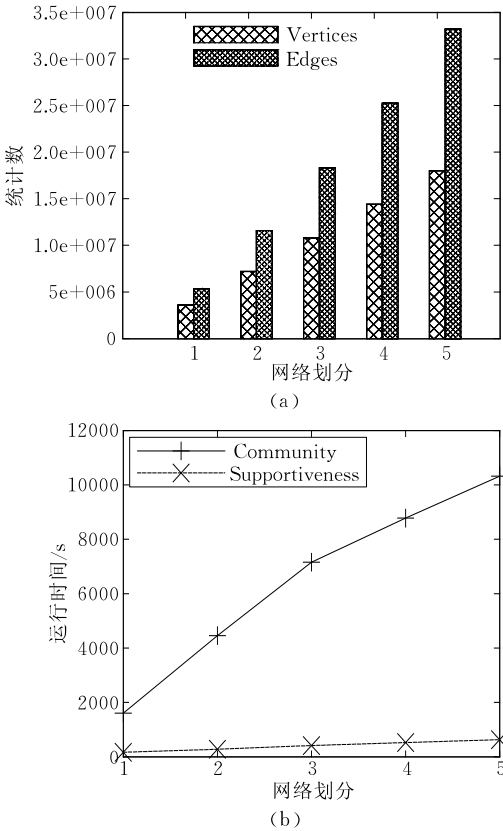 3.5e+007
3.0e+007
2.5e+007
2.0e+007
1.5e+007
1.0e+007
5e+006
0
统计数
Vertices
Edges
1 2 3 4 5
网络划分
(a)
12000
10000
8000
6000
4000
2000
0
运行时间/s
Community
Supportiveness
1 2 3 4 5
网络划分
(b)